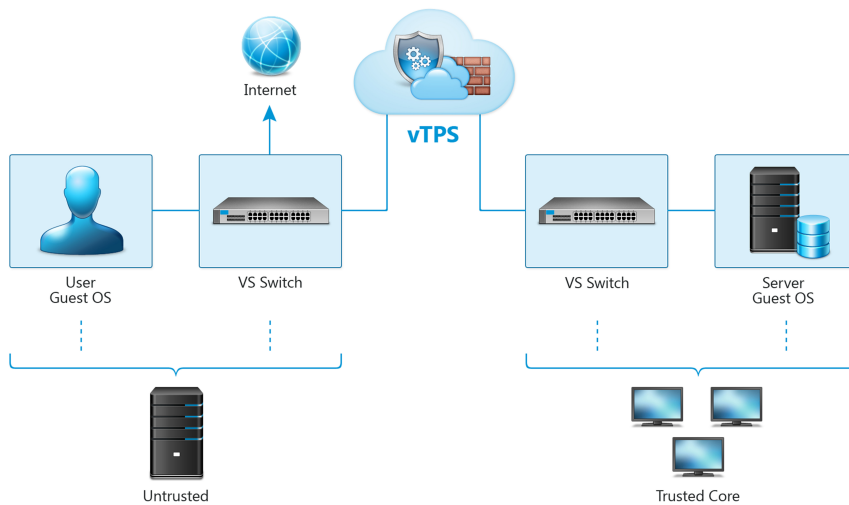 Internet
vTPS
User
Guest OS
VS Switch
VS Switch
Server
Guest OS
Untrusted
Trusted Core